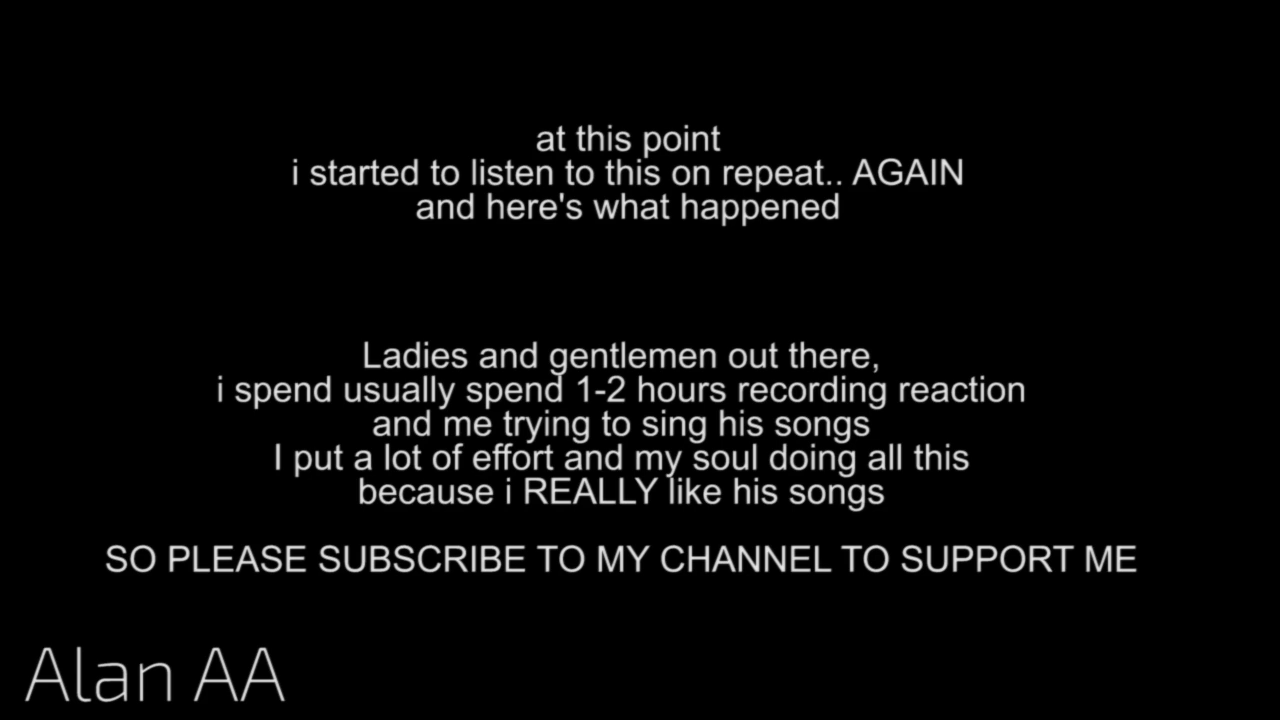 at this point
i started to listen to this on repeat.. AGAIN
and here's what happened
Ladies and gentlemen out there,
i spend usually spend 1-2 hours recording reaction
and me trying to sing his songs
I put a lot of effort and my soul doing all this
because i REALLY like his songs
SO PLEASE SUBSCRIBE TO MY CHANNEL TO SUPPORT ME
Alan AA